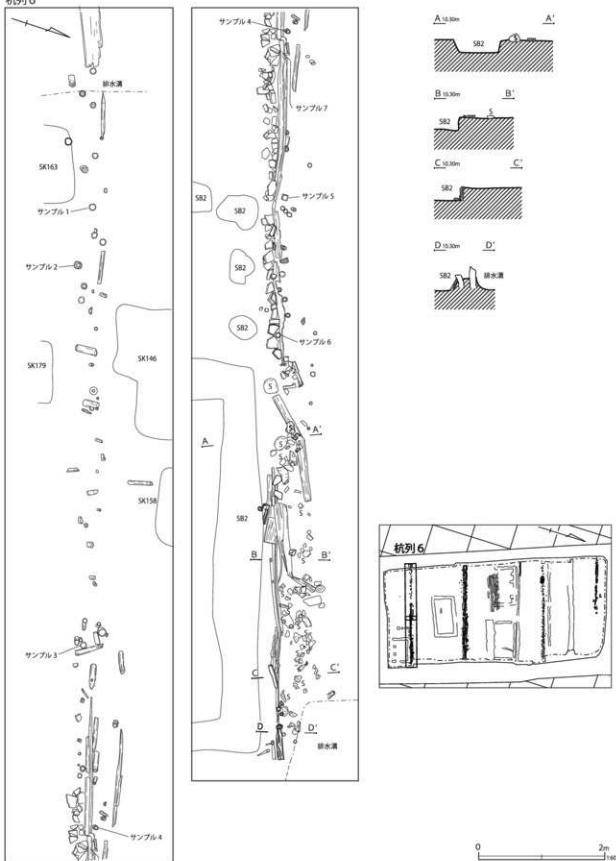 杭列6
排水溝
SK163
サンプル1
サンプル2
SK146
SK179
SK158
サンプル3
サンプル4
サンプル4
サンプル7
サンプル5
SB2
SB2
SB2
SB2
サンプル6
S
A
A'
S
S
SB2
S
B
B'
S
S
C
C'
S
D
D'
排水溝
A 10.30m A'
SB2
S
B 10.30m B'
SB2
S
C 10.30m C'
SB2
D 10.30m D'
SB2
排水溝
杭列6
0 2m